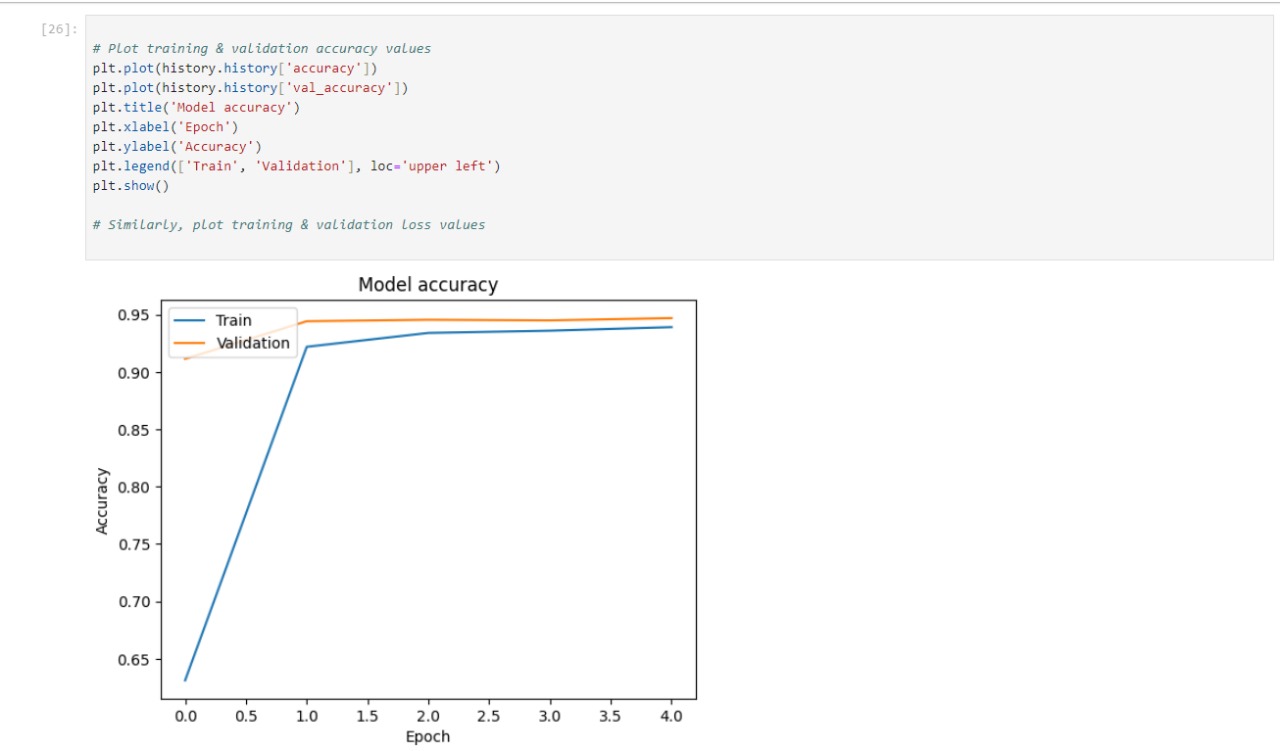 [26]:
# Plot training & validation accuracy values
plt.plot(history.history['accuracy'])
plt.plot(history.history['val_accuracy'])
plt.title('Model accuracy')
plt.xlabel('Epoch')
plt.ylabel('Accuracy')
plt.legend(['Train', 'Validation'], loc='upper left')
plt.show()
# Similarly, plot training & validation loss values
Model accuracy
Train
Validation
0.95
0.90
0.85
0.80
0.75
0.70
0.65
Accuracy
0.0 0.5 1.0 1.5 2.0 2.5 3.0 3.5 4.0
Epoch